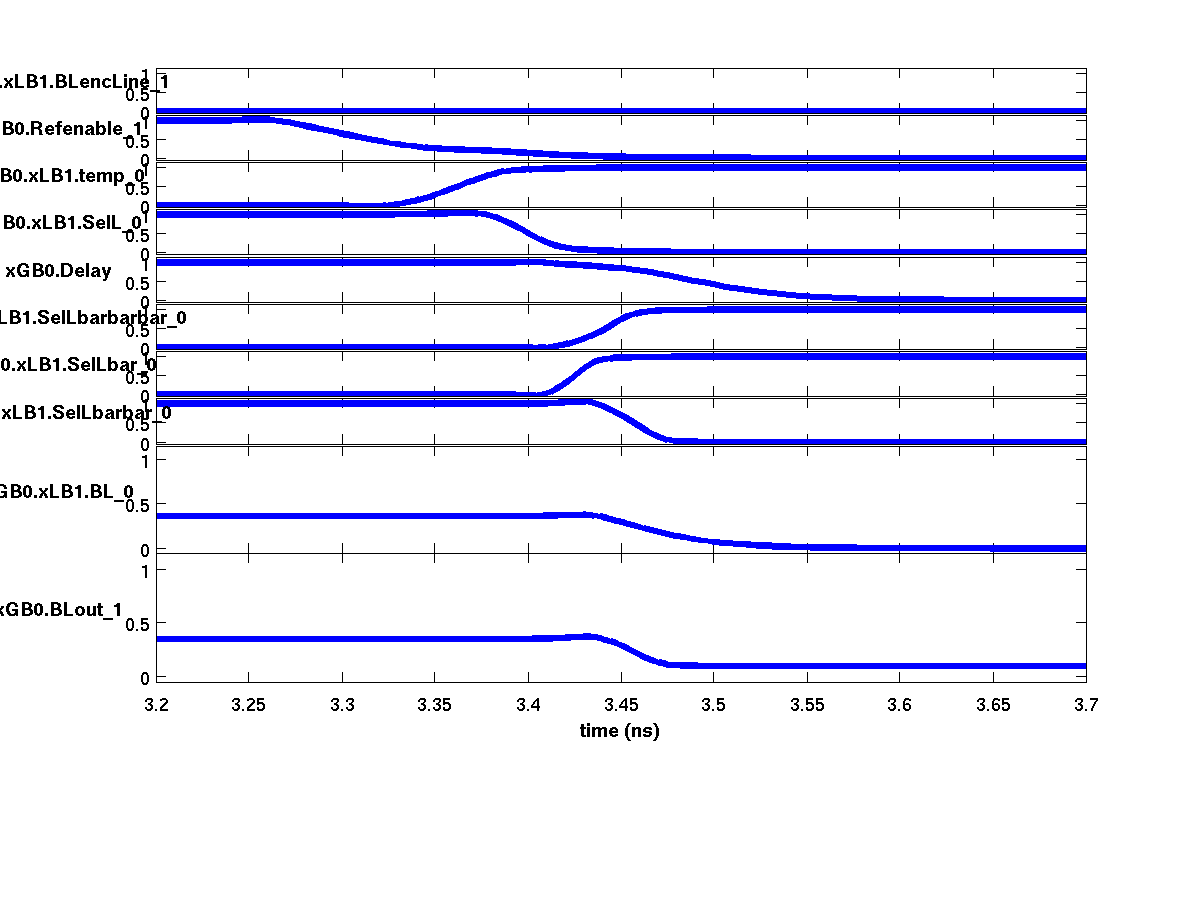 .xLB1.BLencLine_1
1
0.5
0
B0.Refenable_1
1
0.5
0
B0.xLB1.temp_0
1
0.5
0
B0.xLB1.SelL_0
1
0.5
0
xGB0.Delay
1
0.5
0
LB1.SelLbarbarbar_0
1
0.5
0
0.xLB1.SelLbar_0
1
0.5
0
xLB1.SelLbarbar_0
1
0.5
0
GB0.xLB1.BL_0
1
0.5
0
xGB0.BLout_1
1
0.5
0
3.2 3.25 3.3 3.35 3.4 3.45 3.5 3.55 3.6 3.65 3.7
time (ns)